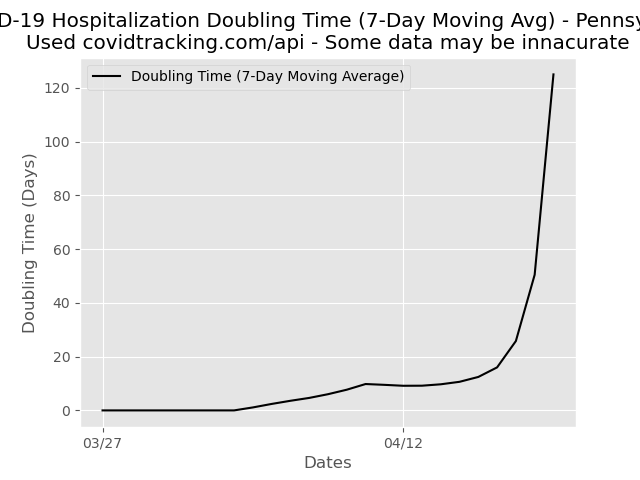 D-19 Hospitalization Doubling Time (7-Day Moving Avg) - Pennsy
Used covidtracking.com/api - Some data may be innacurate
Doubling Time (7-Day Moving Average)
120
100
80
60
40
20
0
Doubling Time (Days)
03/27
04/12
Dates